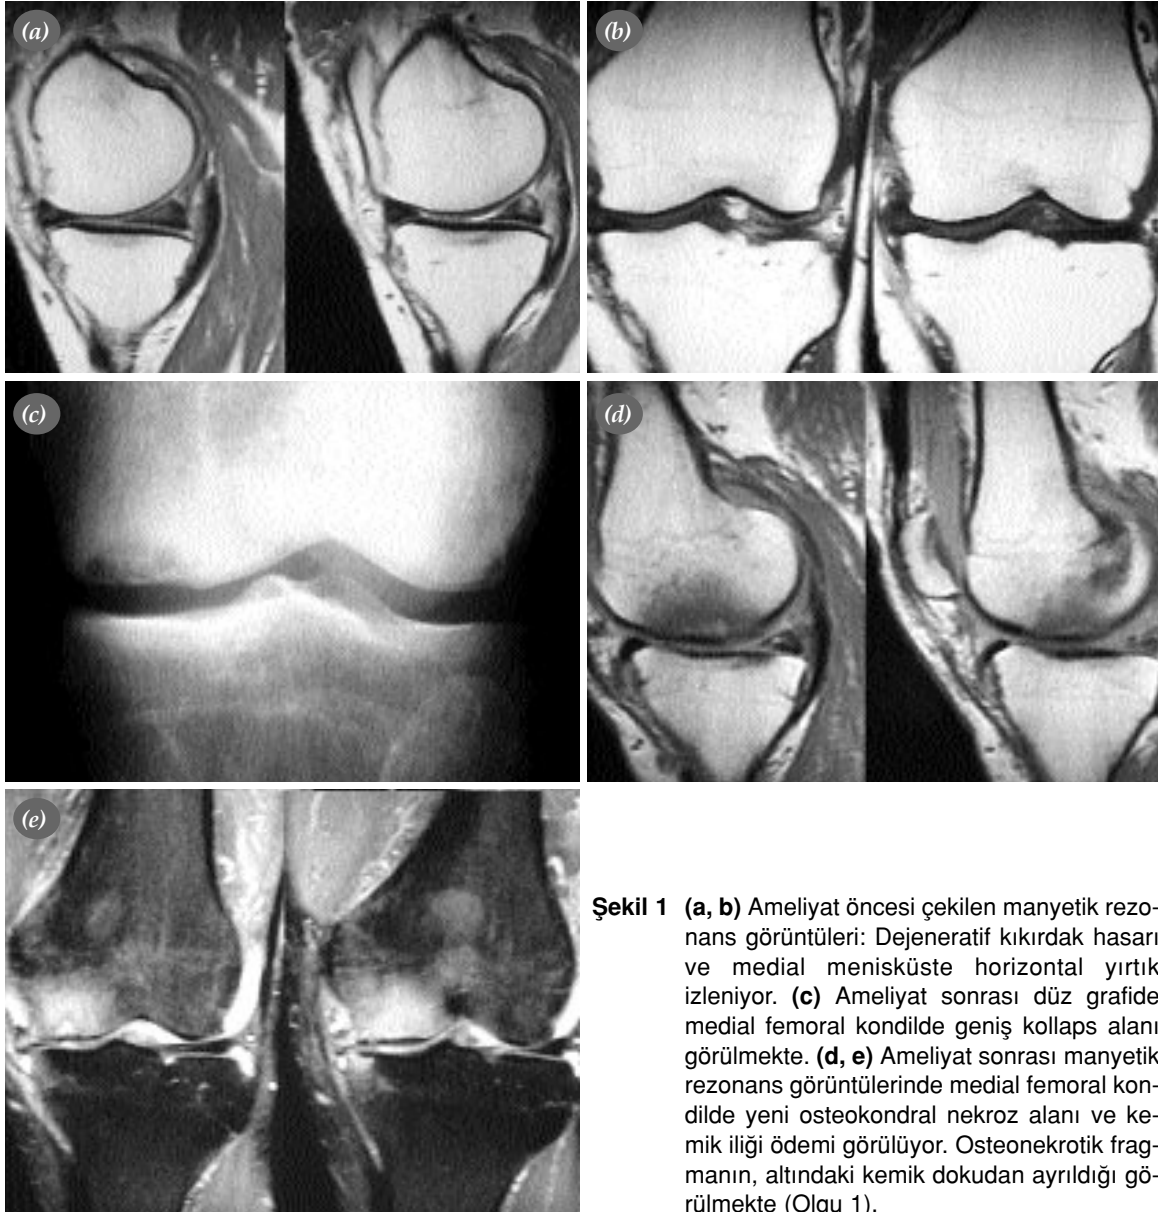 (a)
(b)
(c)
(d)
(e)
Şekil 1 (a, b) Ameliyat öncesi çekilen manyetik rezo-
nans görüntüleri: Dejeneratif kıkırdak hasarı
ve medial menisküste horizontal yırtık
izleniyor. (c) Ameliyat sonrası düz grafide
medial femoral kondilde geniş kollaps alanı
görülmekte. (d, e) Ameliyat sonrası manyetik
rezonans görüntülerinde medial femoral kon-
dilde yeni osteokondral nekroz alanı ve ke-
mik iliği ödemi görülüyor. Osteonekrotik frag-
manın, altındaki kemik dokudan ayrıldığı gö-
rülmekte (Olgu 1).